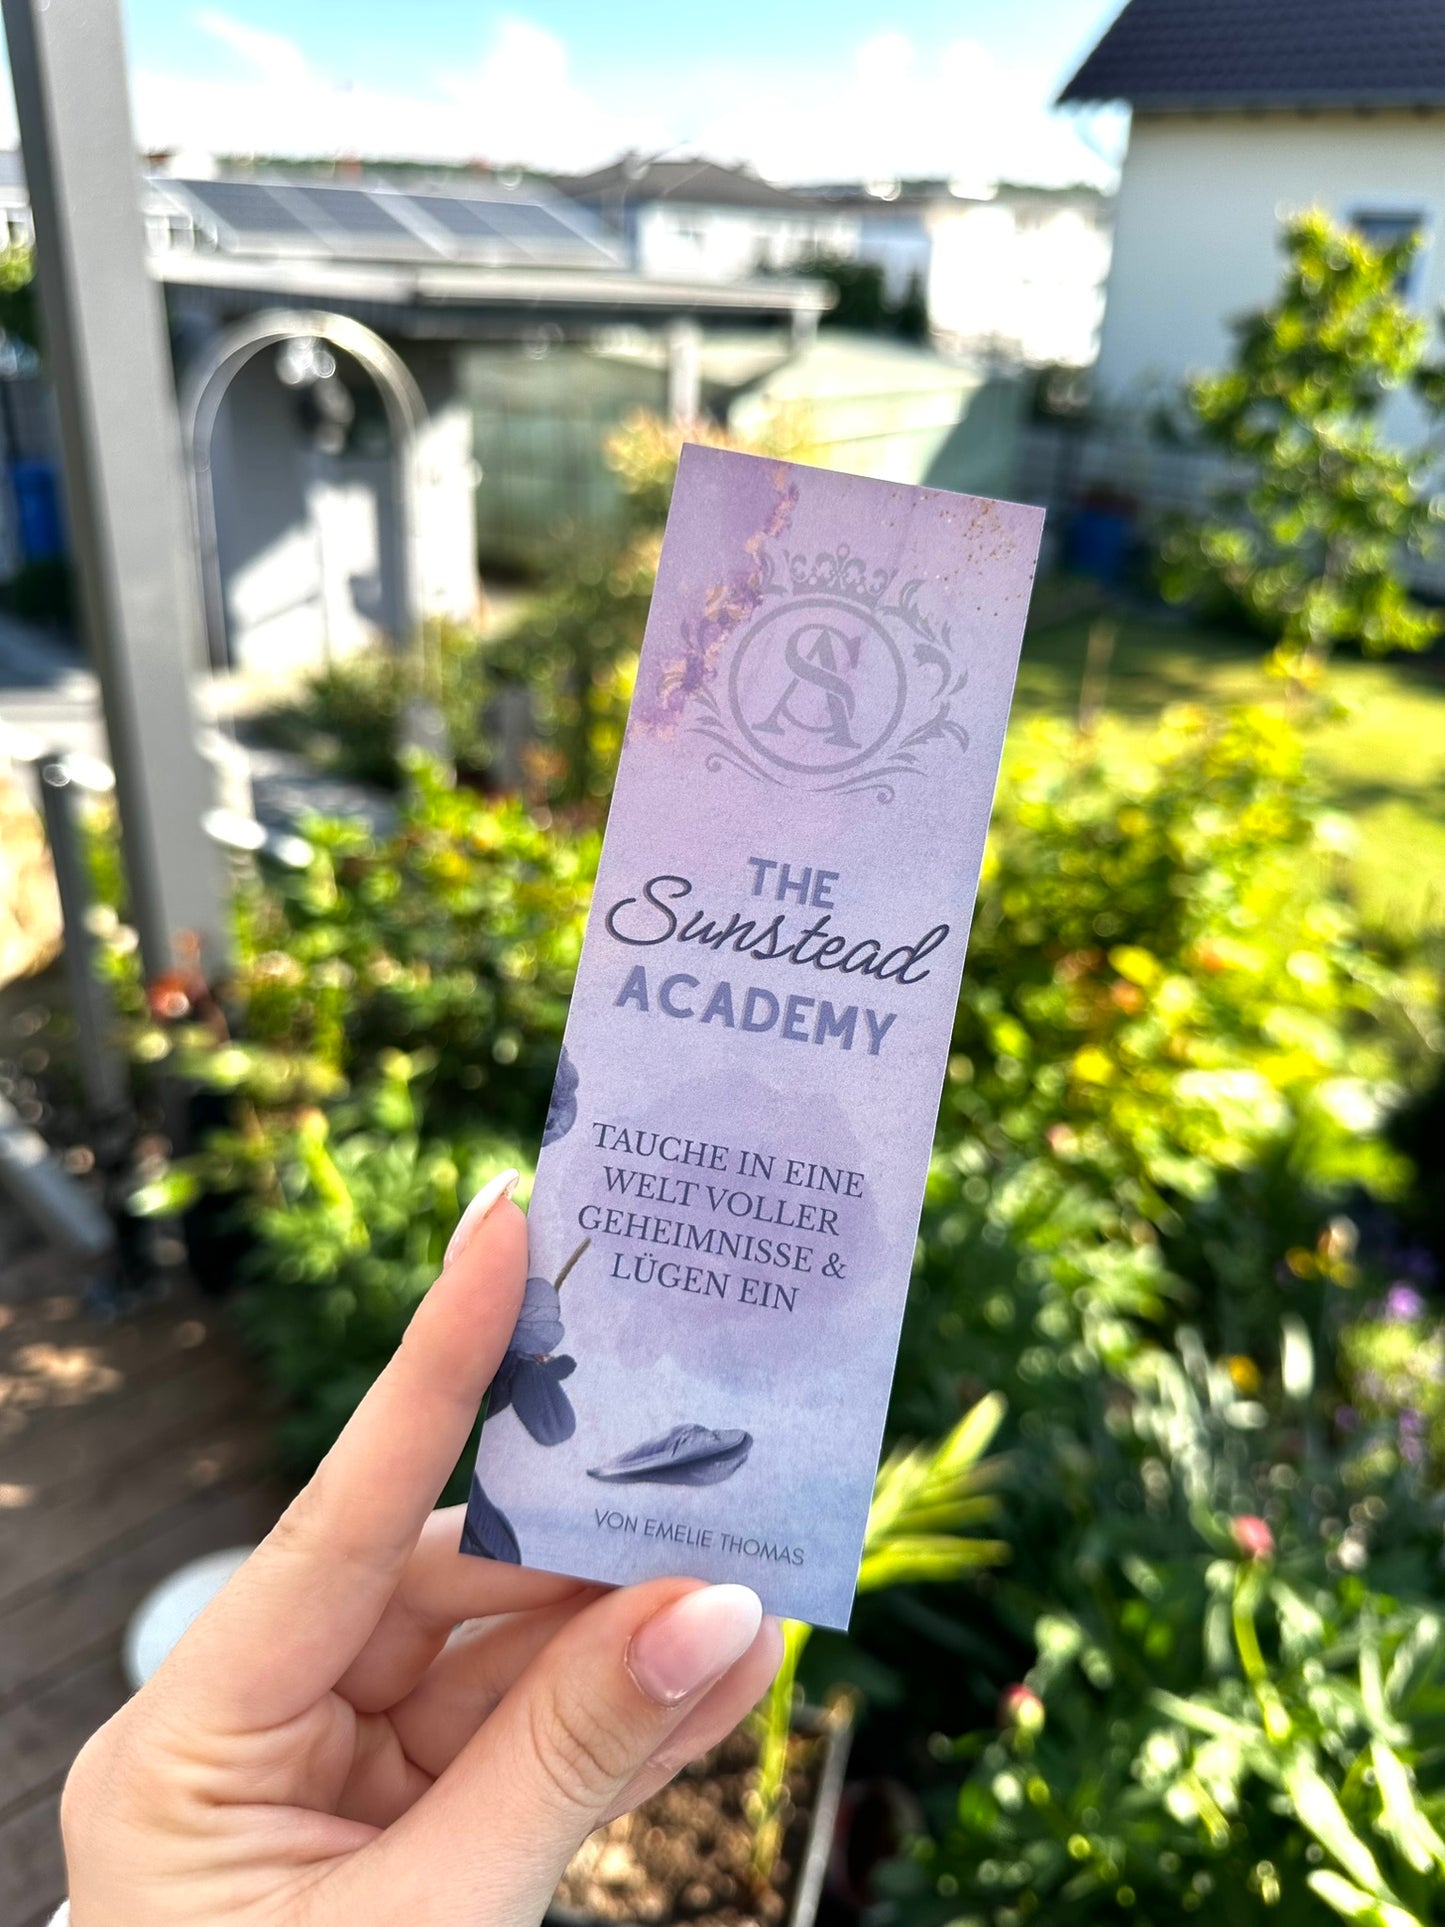 SA
THE
Sunstead
ACADEMY
TAUCHE IN EINE
WELT VOLLER
GEHEIMNISSE &
LÜGEN EIN
VON EMELIE THOMAS